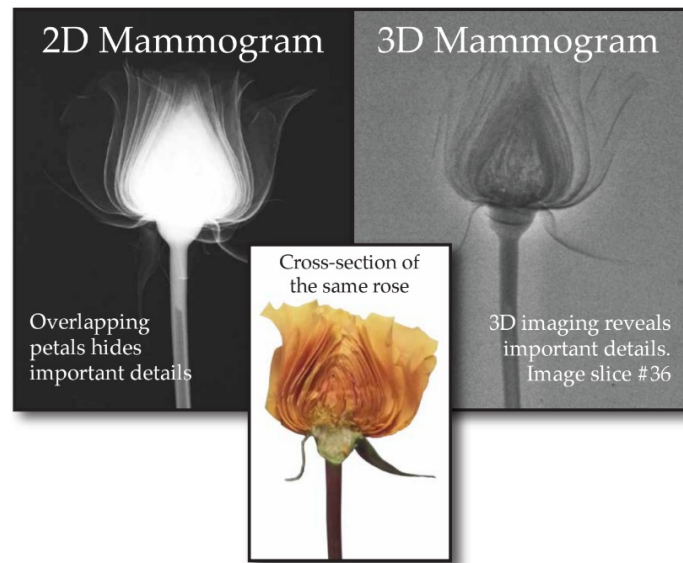 2D Mammogram
3D Mammogram
Overlapping
petals hides
important details
Cross-section of
the same rose
3D imaging reveals
important details.
Image slice #36